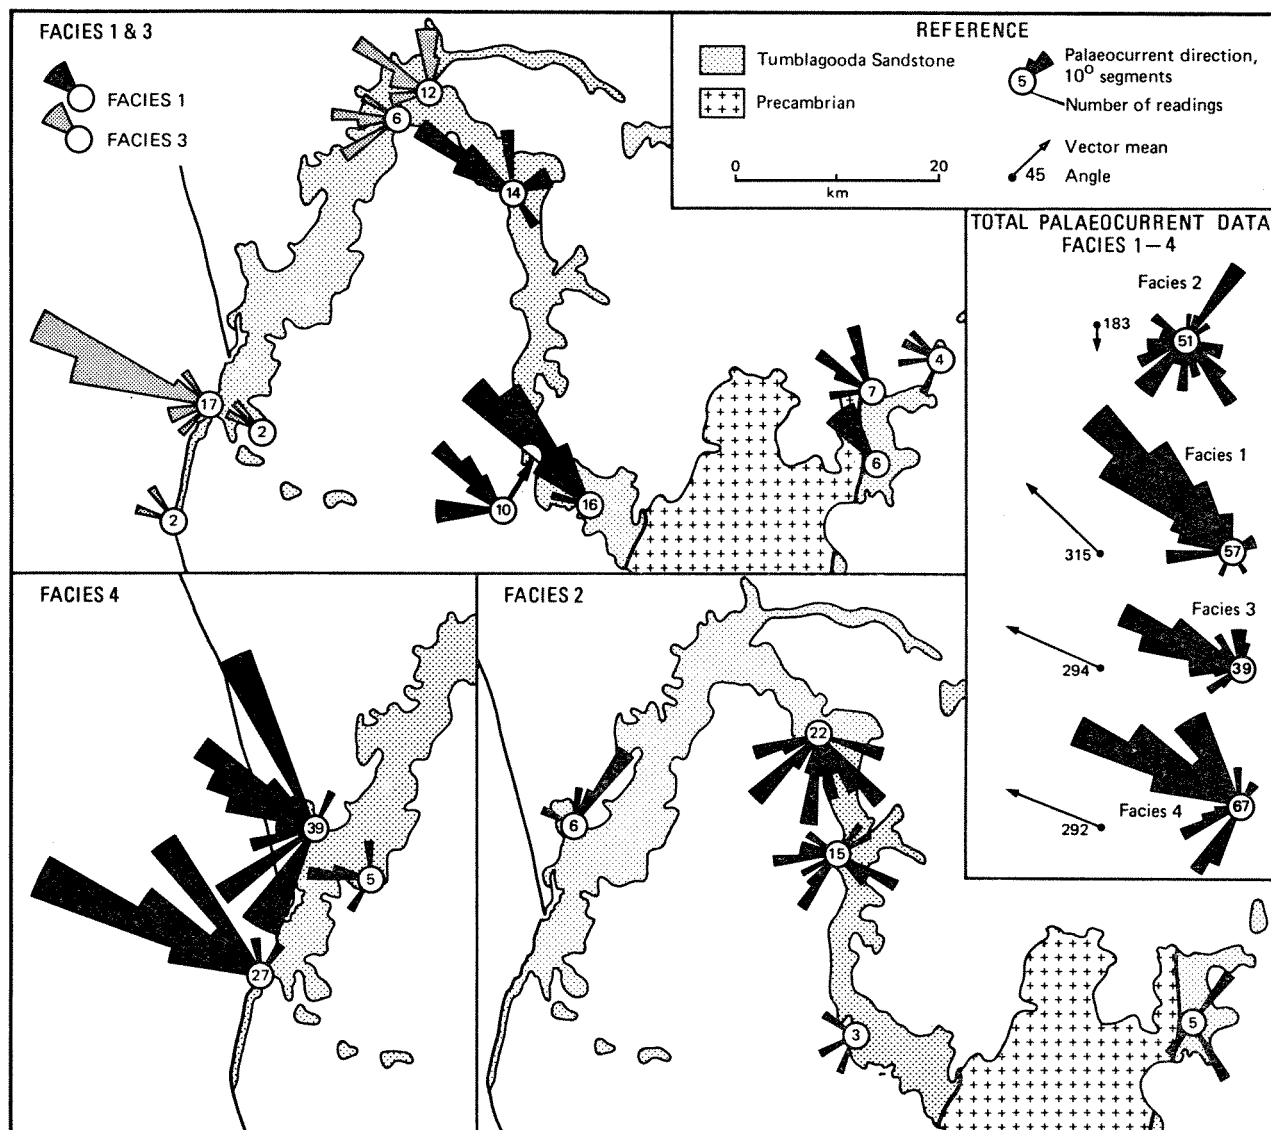 FACIES 1 & 3
FACIES 1
FACIES 3
12
6
14
17
2
2
10
16
7
4
6
REFERENCE
Tumblagooda Sandstone
Precambrian
Palaeocurrent direction,
10° segments
5
Number of readings
0 20
km
Vector mean
45 Angle
TOTAL PALAEOCURRENT DATA
FACIES 1–4
Facies 2
183
51
Facies 1
315
57
Facies 3
294
39
Facies 4
292
67
FACIES 4
39
5
27
FACIES 2
22
6
15
3
5